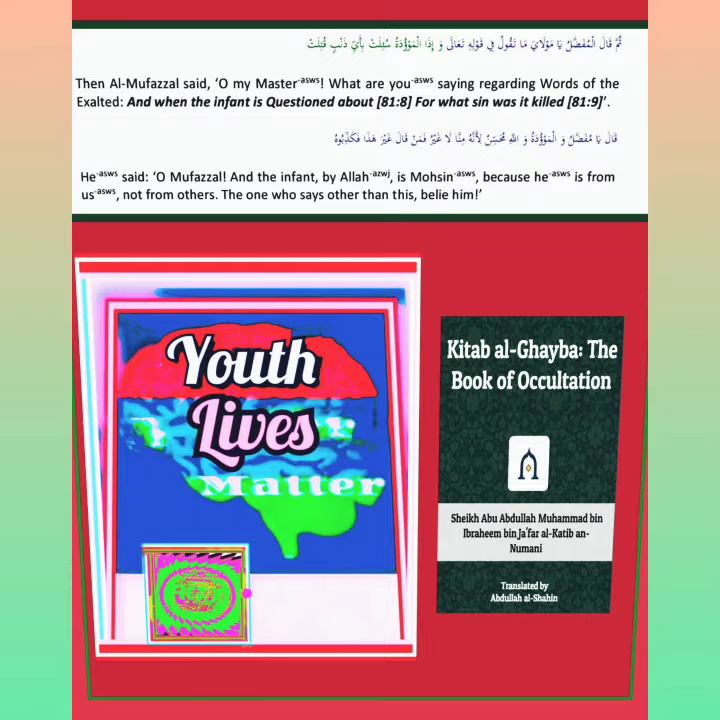 ثُمَّ قَالَ الْمُفَضَّلُ يَا مَوْلَايَ مَا تَقُولُ فِي قَوْلِهِ تَعَالَى وَ إِذَا الْمَوْؤُدَةُ سُئِلَتْ بِأَيِّ ذَنْبٍ قُتِلَتْ
Then Al-Mufazzal said, ‘O my Master-asws! What are you-asws saying regarding Words of the
Exalted: And when the infant is Questioned about [81:8] For what sin was it killed [81:9]’.
قَالَ يَا مُفَضَّلُ وَ الْمَوْؤُدَةُ وَ اللَّهِ مُحَسِّنٌ لِأَنَّهُ مِنَّا لَا غَيْرُ فَمَنْ قَالَ غَيْرَ هَذَا فَكَذِّبُوهُ
He-asws said: ‘O Mufazzal! And the infant, by Allah-azwj, is Mohsin-asws, because he-asws is from
us-asws, not from others. The one who says other than this, belie him!’
Youth
Lives
Matter
Kitab al-Ghayba: The
Book of Occultation
Sheikh Abu Abdullah Muhammad bin
Ibraheem bin Ja'far al-Katib an-
Numani
Translated by
Abdullah al-Shahin